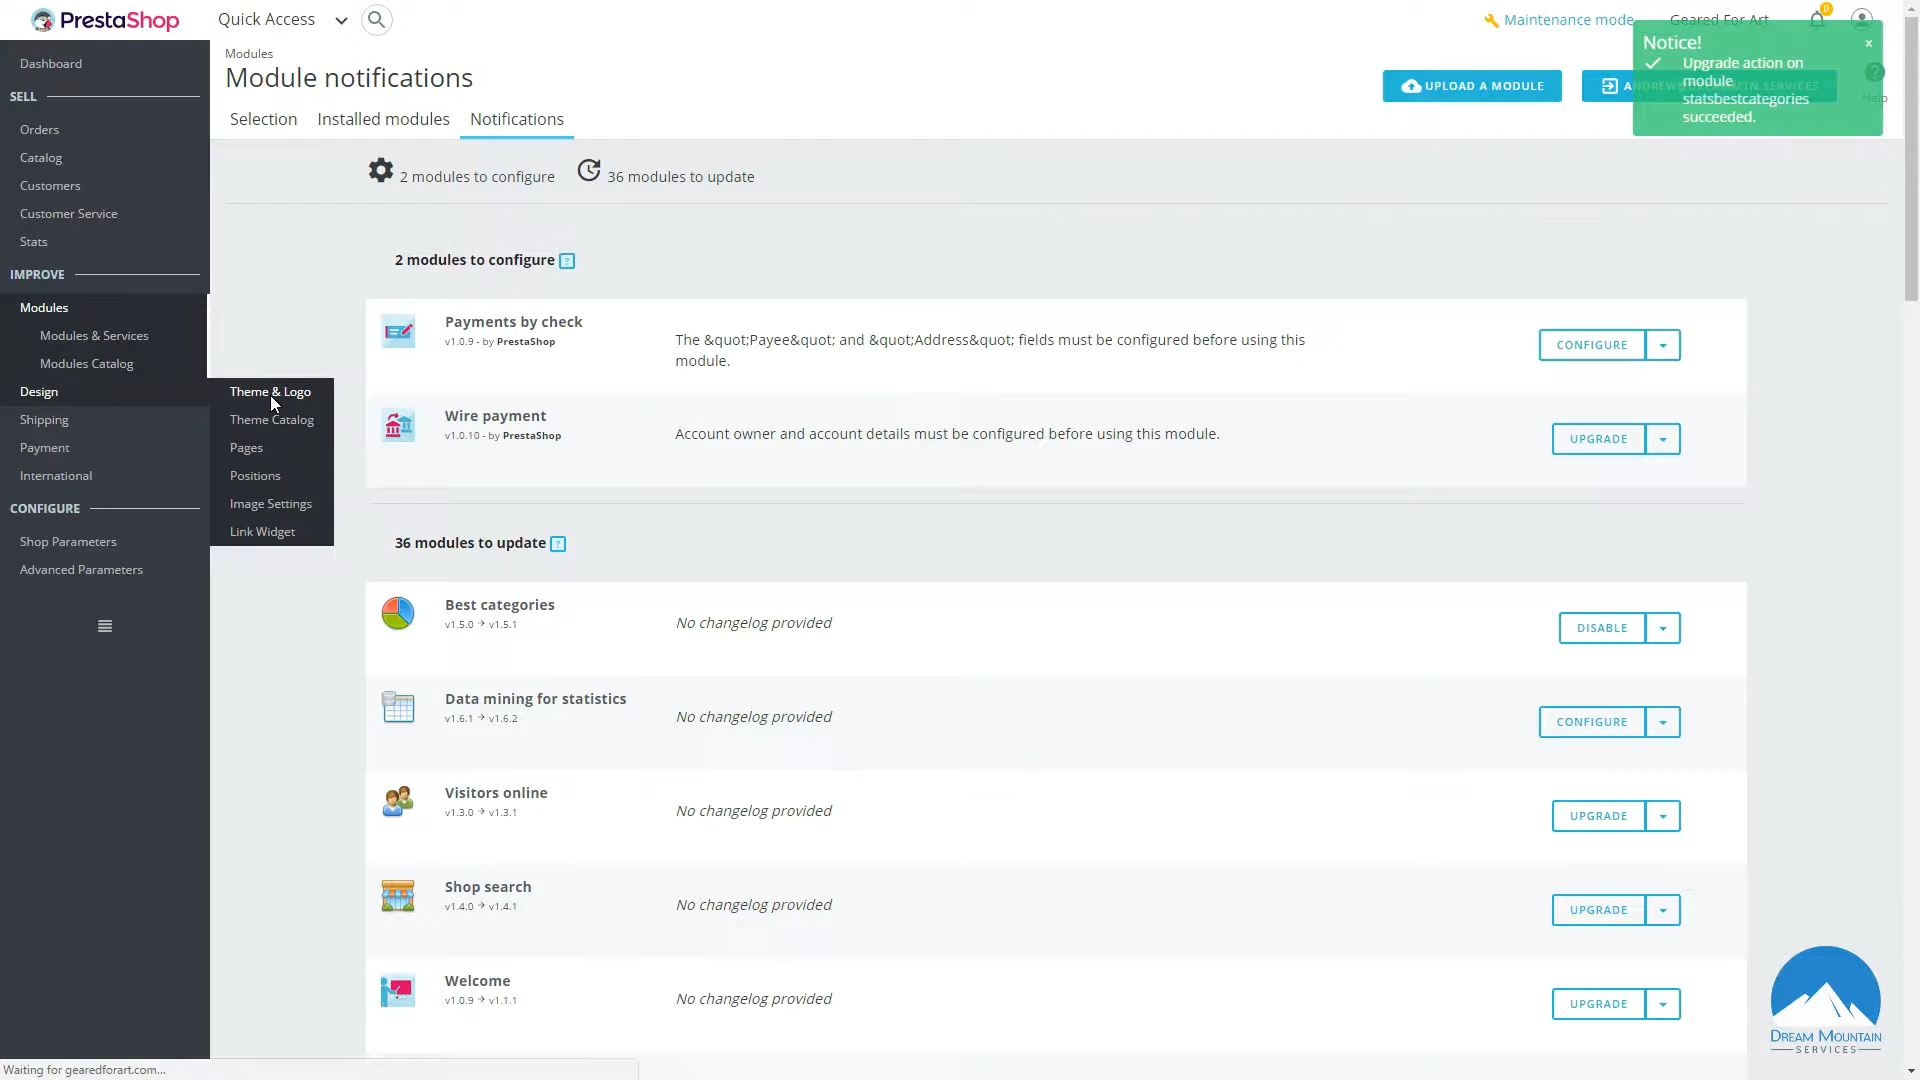 PrestaShop
Quick Access
Maintenance mode
Geared For Art
0
Notice!
x
Upgrade action on
module
statsbestcategories
succeeded.
Modules
Module notifications
UPLOAD A MODULE
Help
Selection
Installed modules
Notifications
2 modules to configure
36 modules to update
Dashboard
SELL
Orders
Catalog
Customers
Customer Service
Stats
IMPROVE
Modules
Modules & Services
Modules Catalog
Design
Shipping
Payment
International
CONFIGURE
Shop Parameters
Advanced Parameters
Theme & Logo
Theme Catalog
Pages
Positions
Image Settings
Link Widget
2 modules to configure ?
Payments by check
v1.0.9 - by PrestaShop
The &quot;Payee&quot; and &quot;Address&quot; fields must be configured before using this
module.
CONFIGURE
Wire payment
v1.0.10 - by PrestaShop
Account owner and account details must be configured before using this module.
UPGRADE
36 modules to update ?
Best categories
v1.5.0 → v1.5.1
No changelog provided
DISABLE
Data mining for statistics
v1.6.1 → v1.6.2
No changelog provided
CONFIGURE
Visitors online
v1.3.0 → v1.3.1
No changelog provided
UPGRADE
Shop search
v1.4.0 → v1.4.1
No changelog provided
UPGRADE
Welcome
v1.0.9 → v1.1.1
No changelog provided
UPGRADE
DREAM MOUNTAIN
SERVICES
Waiting for gearedforart.com...